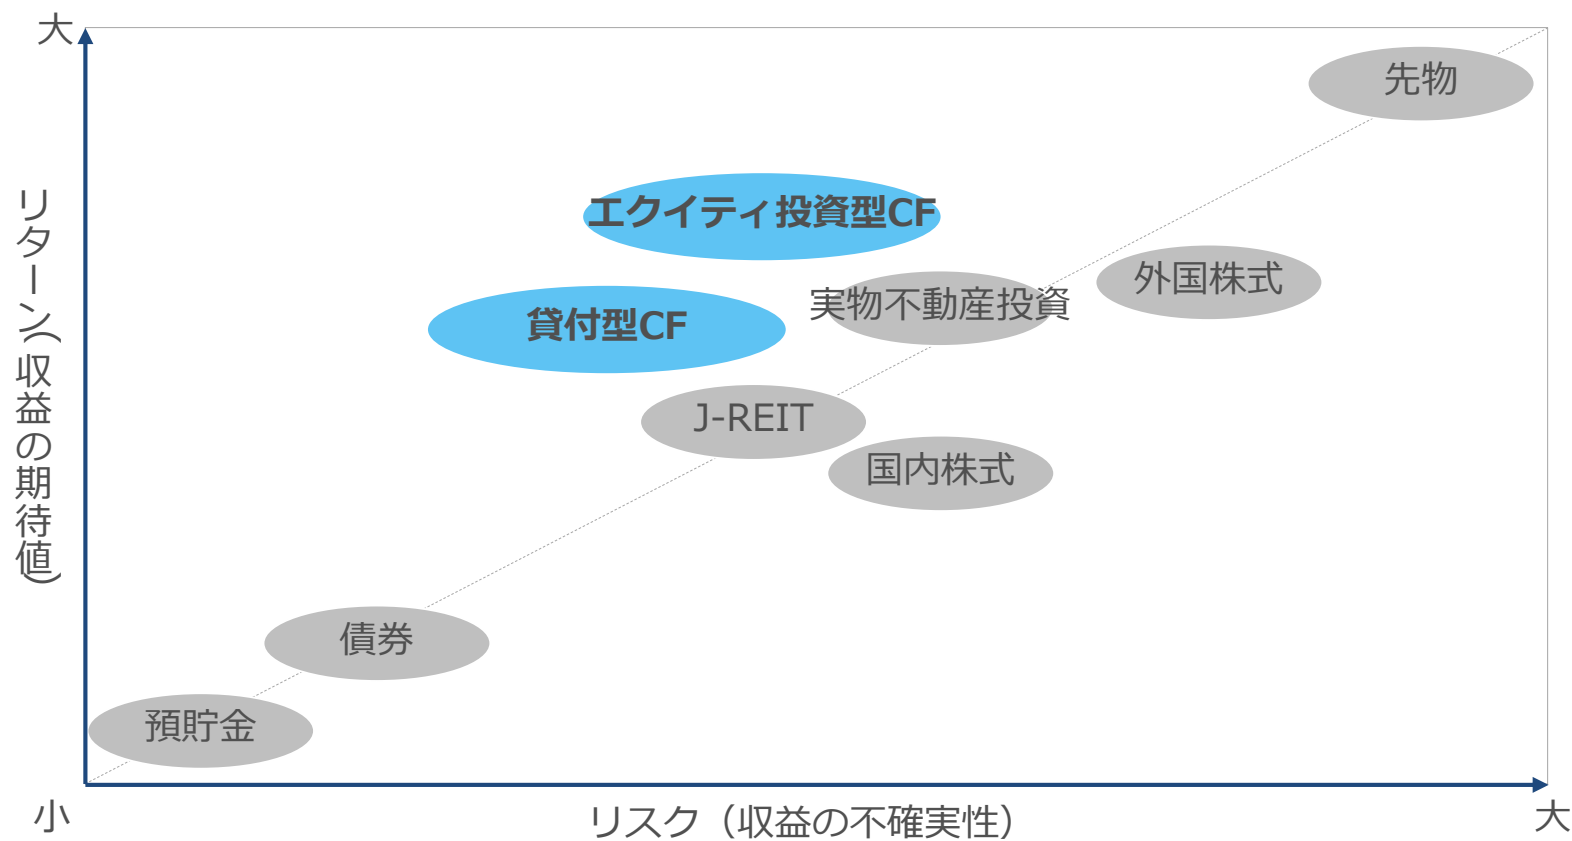 大
先物
エクイティ投資型CF
外国株式
実物不動産投資
貸付型CF
J-REIT
国内株式
リターン(収益の期待値)
債券
預貯金
小
リスク（収益の不確実性）
大